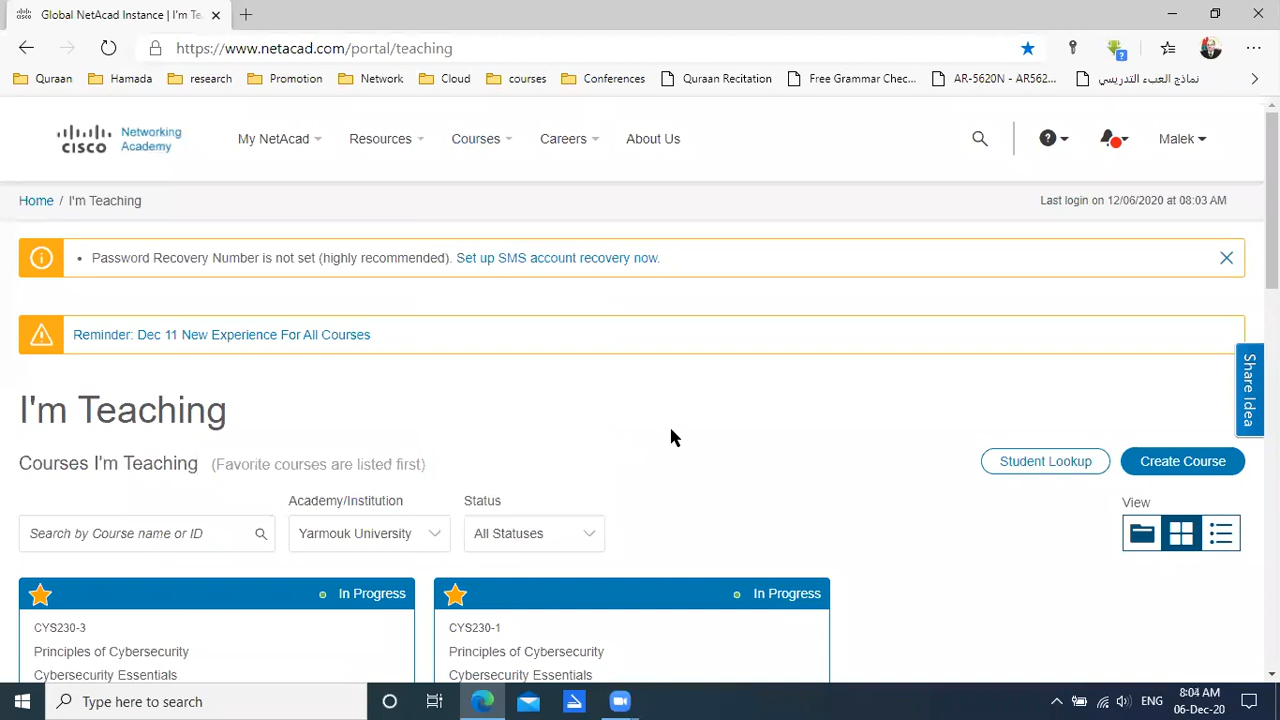 Global NetAcad Instance | I'm Te
https://www.netacad.com/portal/teaching
Quraan Hamada research Promotion Network Cloud courses Conferences Quraan Recitation Free Grammar Chec... AR-5620N - AR562... نماذج العبء التدريسي
cisco Networking Academy My NetAcad Resources Courses Careers About Us ? Malek
Home / I'm Teaching Last login on 12/06/2020 at 08:03 AM
• Password Recovery Number is not set (highly recommended). Set up SMS account recovery now.
Reminder: Dec 11 New Experience For All Courses
Share Idea
I'm Teaching
Courses I'm Teaching (Favorite courses are listed first) Student Lookup Create Course
Academy/Institution Status View
Search by Course name or ID Yarmouk University All Statuses
In Progress In Progress
CYS230-3 CYS230-1
Principles of Cybersecurity Principles of Cybersecurity
Cybersecurity Essentials Cybersecurity Essentials
Type here to search ENG 8:04 AM
06-Dec-20